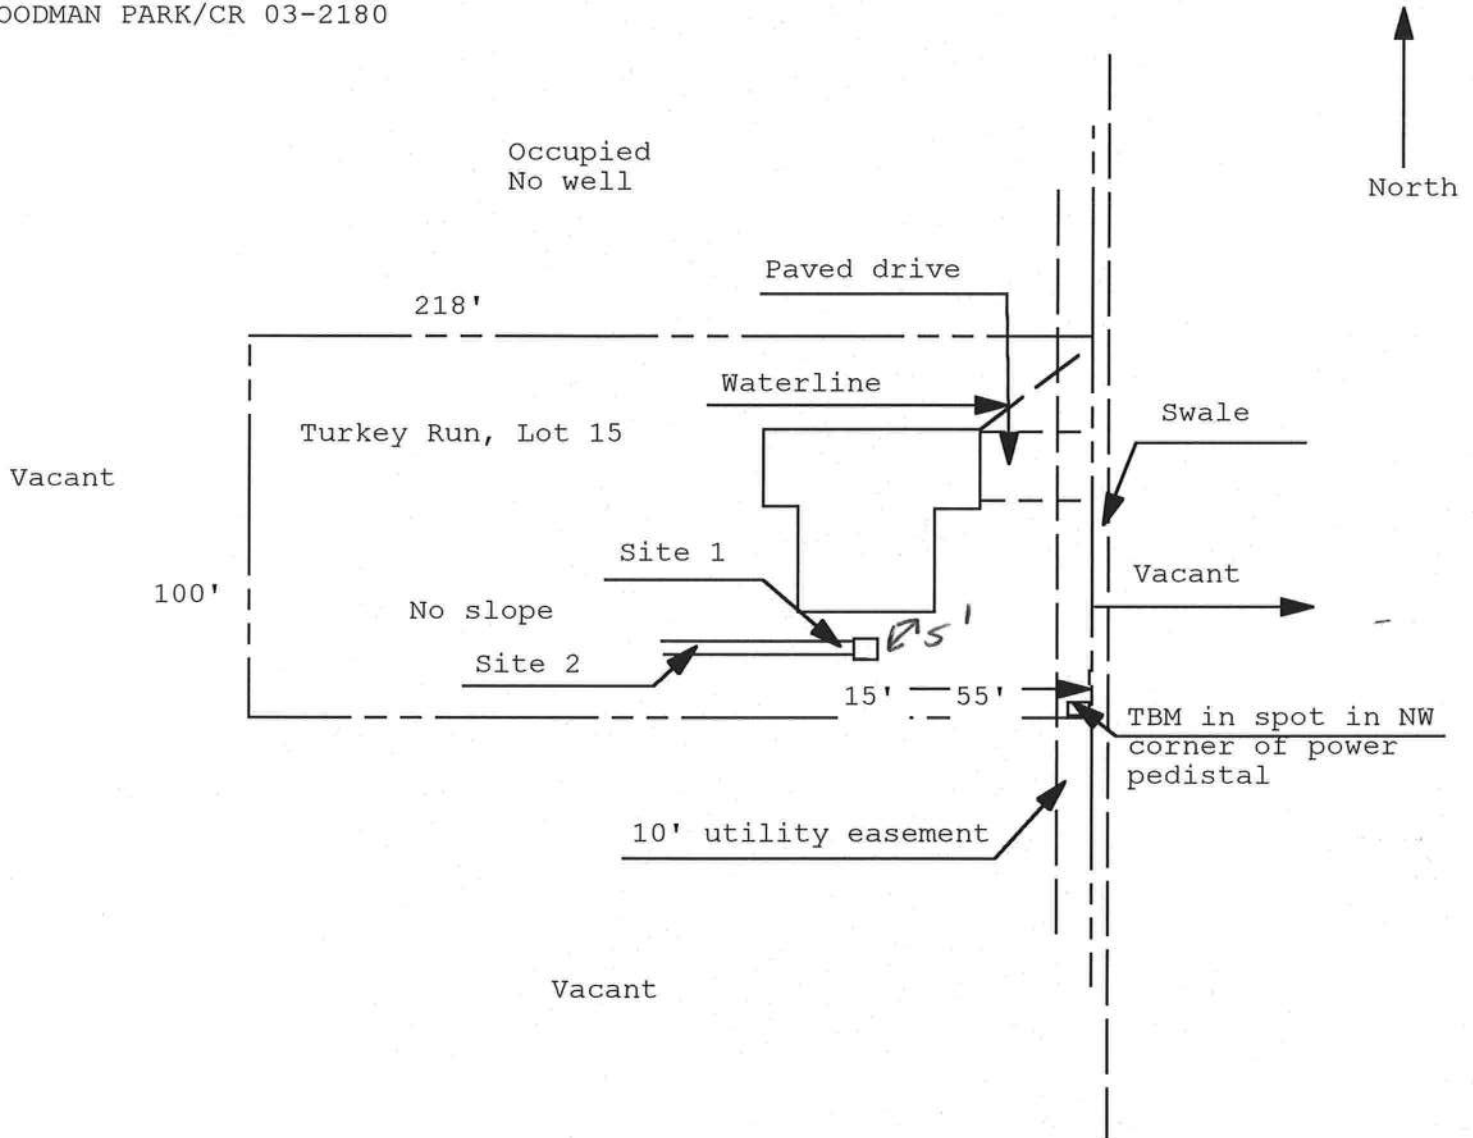 OODMAN PARK/CR 03-2180
North
Occupied
No well
Paved drive
218'
Waterline
Swale
Turkey Run, Lot 15
Vacant
Site 1
Vacant
100'
No slope
5'
Site 2
15'
55'
TBM in spot in NW
corner of power
pedistal
10' utility easement
Vacant